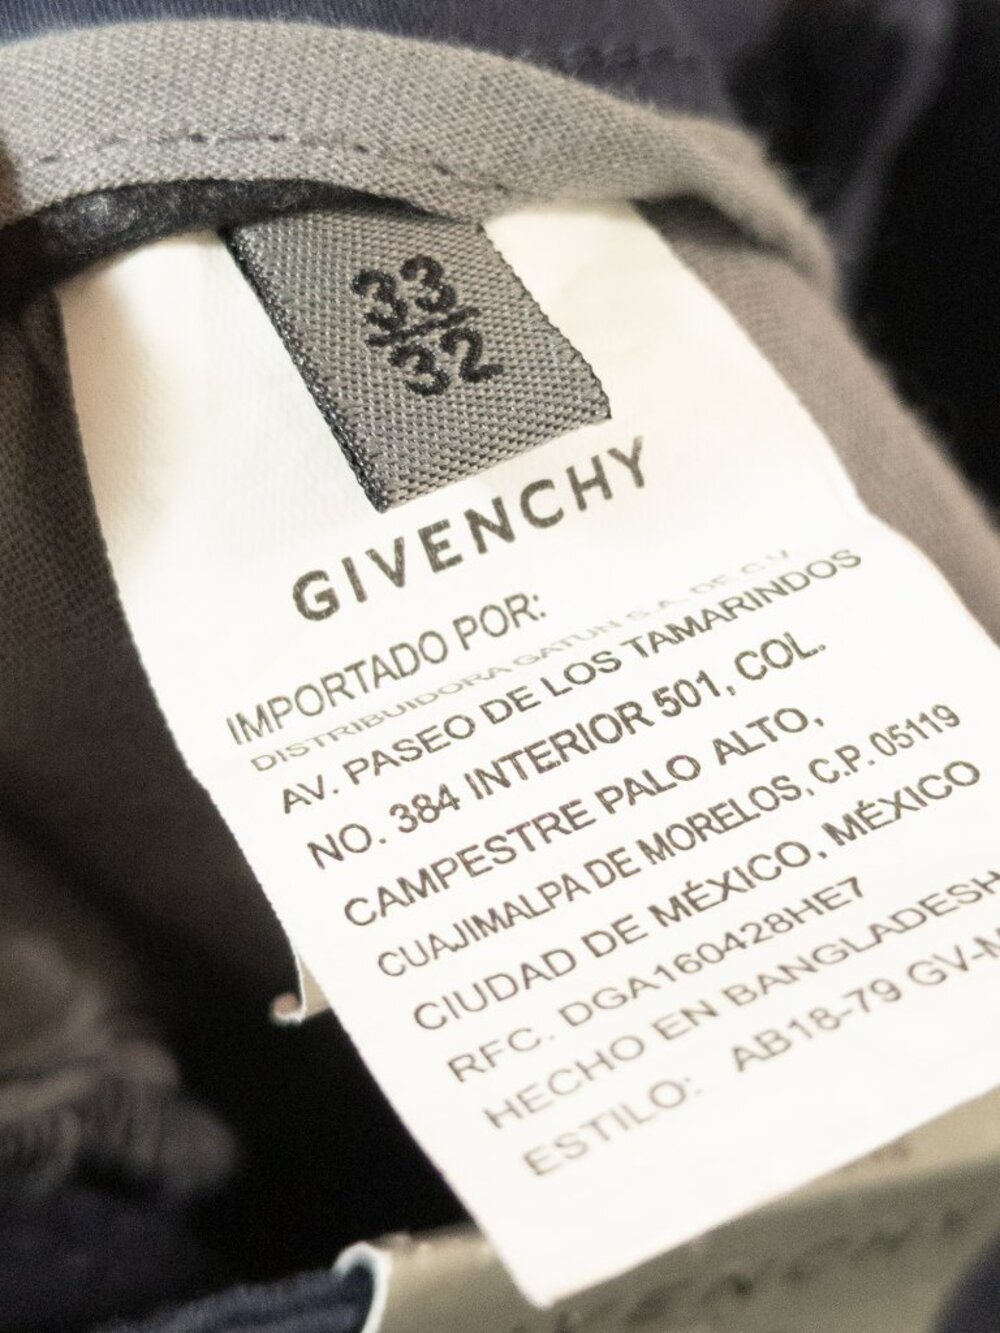 33
32
GIVENCHY
IMPORTADO POR:
DISTRIBUIDORA GATUN S.A. DE C.V
AV. PASEO DE LOS TAMARINDOS
NO. 384 INTERIOR 501, COL.
CAMPESTRE PALO ALTO,
CUAJIMALPA DE MORELOS, C.P. 05119
CIUDAD DE MÉXICO, MÉXICO
RFC. DGA160428HE7
HECHO EN BANGLADESH
ESTILO: AB18-79 GV-M